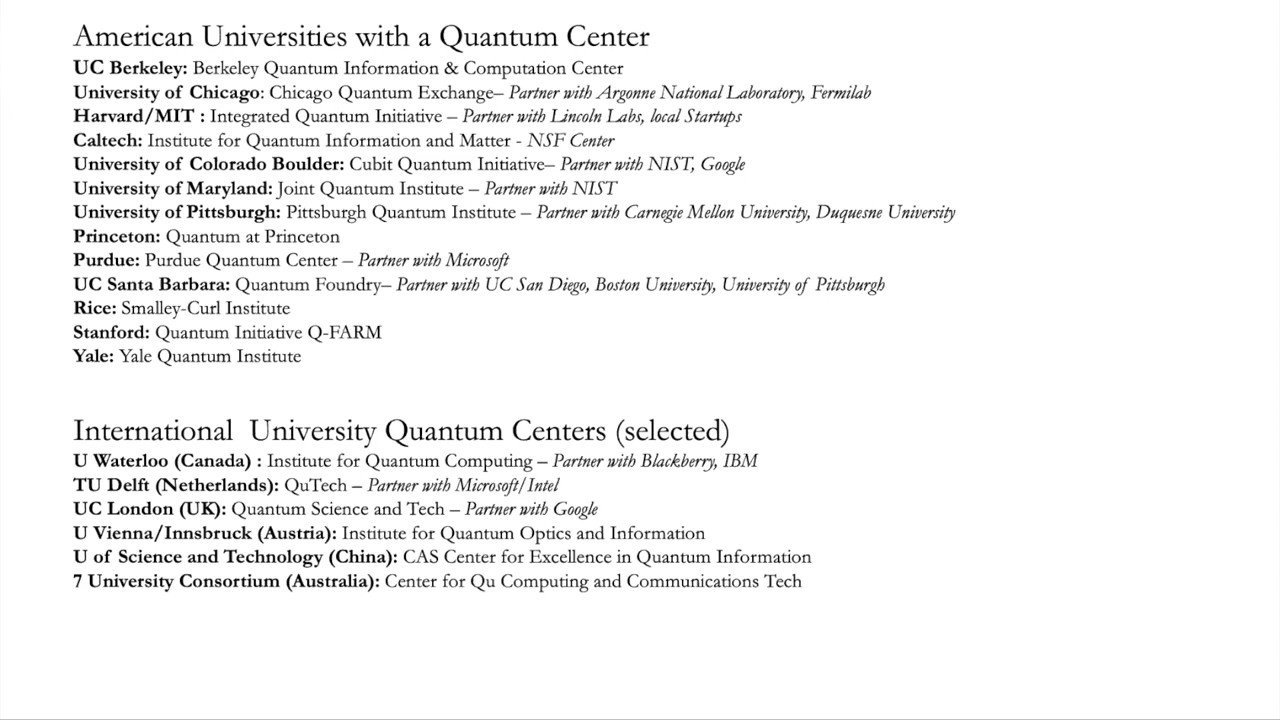 American Universities with a Quantum Center
UC Berkeley: Berkeley Quantum Information & Computation Center
University of Chicago: Chicago Quantum Exchange– Partner with Argonne National Laboratory, Fermilab
Harvard/MIT : Integrated Quantum Initiative – Partner with Lincoln Labs, local Startups
Caltech: Institute for Quantum Information and Matter - NSF Center
University of Colorado Boulder: Cubit Quantum Initiative– Partner with NIST, Google
University of Maryland: Joint Quantum Institute – Partner with NIST
University of Pittsburgh: Pittsburgh Quantum Institute – Partner with Carnegie Mellon University, Duquesne University
Princeton: Quantum at Princeton
Purdue: Purdue Quantum Center – Partner with Microsoft
UC Santa Barbara: Quantum Foundry– Partner with UC San Diego, Boston University, University of Pittsburgh
Rice: Smalley-Curl Institute
Stanford: Quantum Initiative Q-FARM
Yale: Yale Quantum Institute
International University Quantum Centers (selected)
U Waterloo (Canada) : Institute for Quantum Computing – Partner with Blackberry, IBM
TU Delft (Netherlands): QuTech – Partner with Microsoft/Intel
UC London (UK): Quantum Science and Tech – Partner with Google
U Vienna/Innsbruck (Austria): Institute for Quantum Optics and Information
U of Science and Technology (China): CAS Center for Excellence in Quantum Information
7 University Consortium (Australia): Center for Qu Computing and Communications Tech